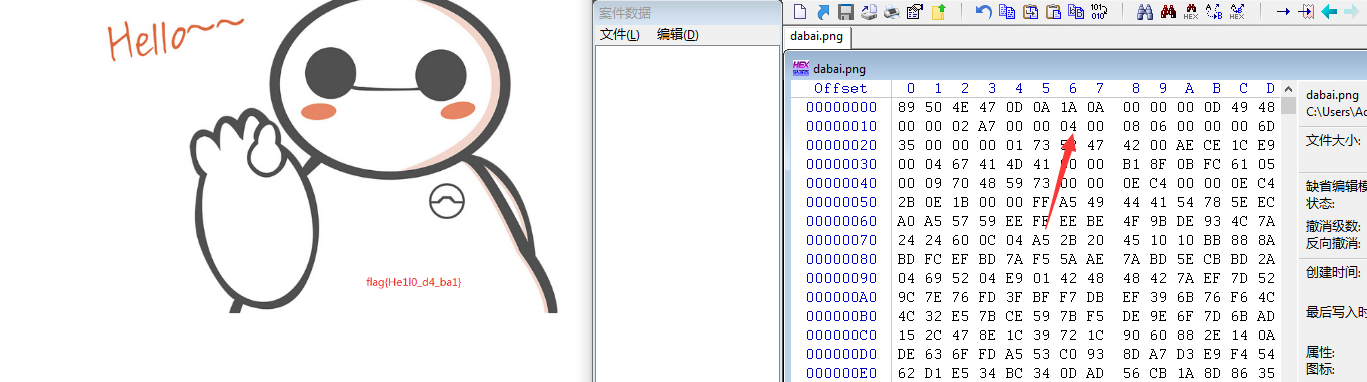 Hello~~
flag{He1l0_d4_ba1}
案件数据
文件(L) 编辑(D)
dabai.png
dabai.png
Offset 0 1 2 3 4 5 6 7 8 9 A B C D
00000000 89 50 4E 47 0D 0A 1A 0A 00 00 00 0D 49 48
00000010 00 00 02 A7 00 00 04 00 08 06 00 00 00 6D
00000020 35 00 00 00 01 73 47 42 00 AE CE 1C E9
00000030 00 04 67 41 4D 41 00 B1 8F 0B FC 61 05
00000040 00 09 70 48 59 73 00 00 0E C4 00 00 0E C4
00000050 2B 0E 1B 00 00 FF A5 49 44 41 54 78 5E EC
00000060 A0 A5 57 59 EE FF EE BE 4F 9B DE 93 4C 7A
00000070 24 24 60 0C 04 A5 2B 20 45 10 10 BB 88 8A
00000080 BD FC EF BD 7A F5 5A AE 7A BD 5E CB BD 2A
00000090 04 69 52 04 E9 01 42 48 48 42 7A EF 7D 52
000000A0 9C 7E 76 FD 3F BF F7 DB EF 39 6B 76 F6 4C
000000B0 4C 32 E5 7B CE 59 7B F5 DE 9E 6F 7D 6B AD
000000C0 15 2C 47 8E 1C 39 72 1C 90 60 88 2E 14 0A
000000D0 DE 63 6F FD A5 53 C0 93 8D A7 D3 E9 F4 54
000000E0 62 D1 E5 34 BC 34 0D AD 56 CB 1A 8D 86 35
dabai.png
C:\Users\Ad
文件大小:
缺省编辑模
状态:
撤消级数:
反向撤消:
创建时间:
最后写入时
属性:
图标: